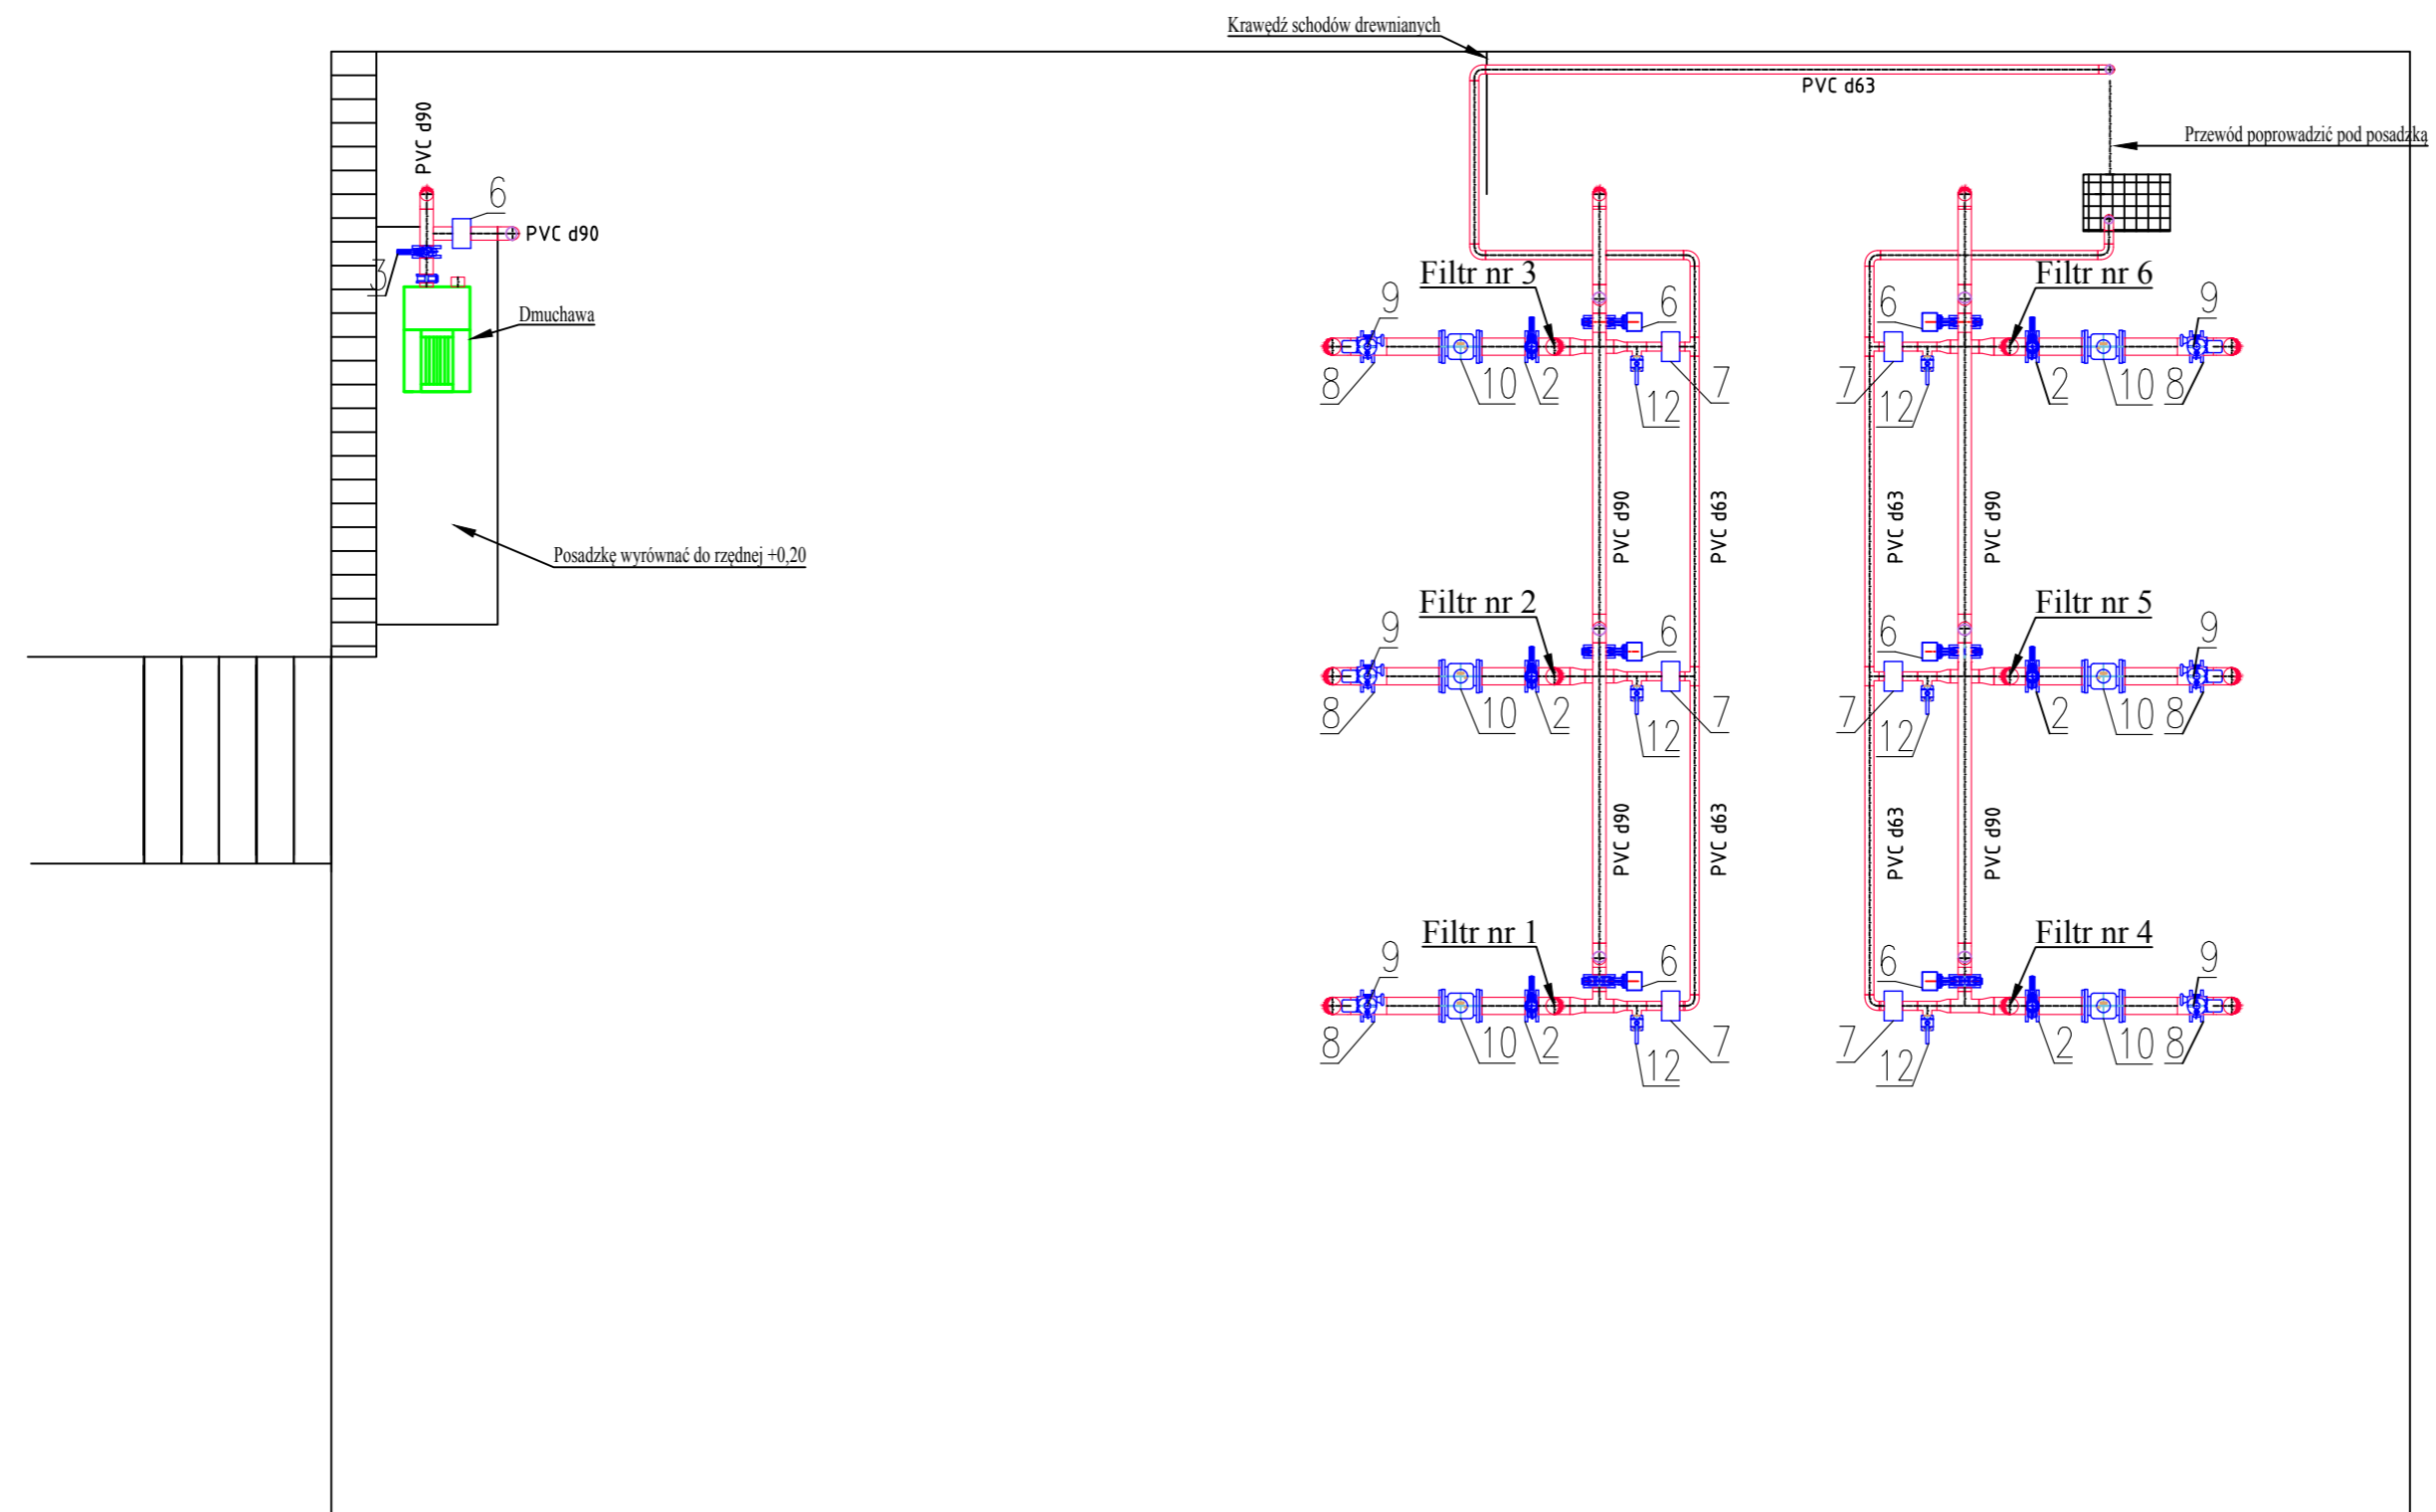 Krawędź schodów drewnianych
PVC d63
PVC d90
Przewód poprowadzić pod posadzką
6
PVC d90
3
Dmuchawa
Filtr nr 3
Filtr nr 6
9
6
6
9
8
10
2
12
7
7
12
2
10
8
PVC d90
PVC d63
PVC d63
PVC d90
Posadzkę wyrównać do rzędnej +0,20
Filtr nr 2
Filtr nr 5
9
6
6
9
8
10
2
12
7
7
12
2
10
8
PVC d90
PVC d63
PVC d63
PVC d90
Filtr nr 1
Filtr nr 4
9
6
6
9
8
10
2
12
7
7
12
2
10
8